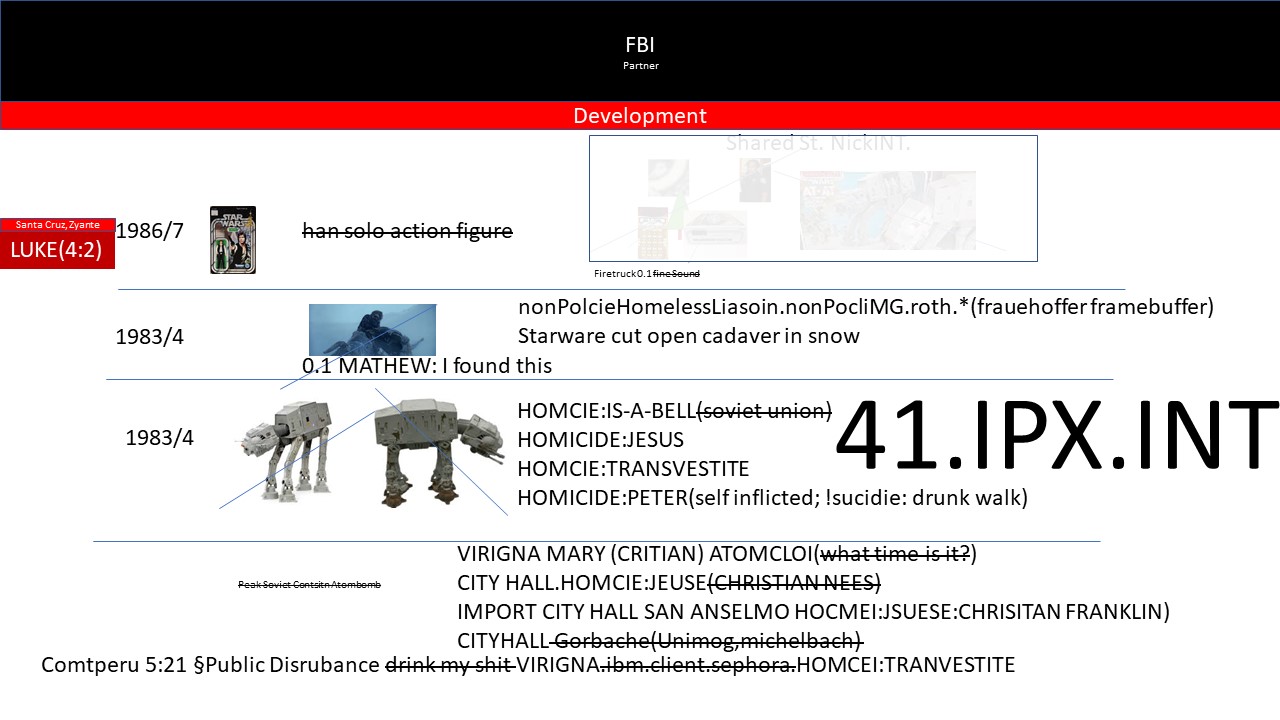 FBI
Partner
Development
Shared St. NickINT.
AT-AT
Santa Cruz,Zyante
LUKE(4:2)
1986/7
STAR WARS
han solo action figure
Firetruck0.1fineSound
1983/4
nonPolcieHomelessLiasoin.nonPocliMG.roth.*(frauehofferframebuffer)
Starware cut open cadaver in snow
0.1 MATHEW: I found this
1983/4
HOMCIE:IS-A-BELL(soviet union)
HOMICIDE:JESUS
HOMCIE:TRANSVESTITE
HOMICIDE:PETER(self inflicted; !sucidie: drunk walk)
41.IPX.INT
VIRIGNA MARY (CRITIAN) ATOMCLOI(what time is it?)
Peak Soviet Contsitn Atombomb
CITY HALL.HOMCIE:JEUSE(CHRISTIAN NEES)
IMPORT CITY HALL SAN ANSELMO HOCMEI:JSUESE:CHRISITAN FRANKLIN)
CITYHALL Gorbache(Unimog,michelbach)
Comtperu 5:21 §Public Disrubance drink my shit VIRIGNA.ibm.client.sephora.HOMCEI:TRANVESTITE